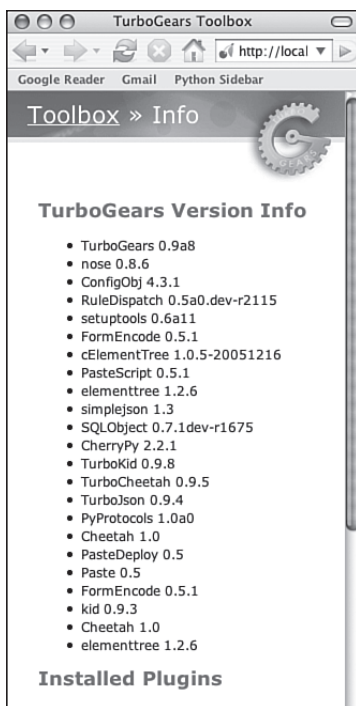 TurboGears Toolbox
http://local
Google Reader Gmail Python Sidebar
Toolbox » Info
GEARS
TurboGears Version Info
• TurboGears 0.9a8
• nose 0.8.6
• ConfigObj 4.3.1
• RuleDispatch 0.5a0.dev-r2115
• setuptools 0.6a11
• FormEncode 0.5.1
• cElementTree 1.0.5-20051216
• PasteScript 0.5.1
• elementtree 1.2.6
• simplejson 1.3
• SQLObject 0.7.1dev-r1675
• CherryPy 2.2.1
• TurboKid 0.9.8
• TurboCheetah 0.9.5
• TurboJson 0.9.4
• PyProtocols 1.0a0
• Cheetah 1.0
• PasteDeploy 0.5
• Paste 0.5
• FormEncode 0.5.1
• kid 0.9.3
• Cheetah 1.0
• elementtree 1.2.6
Installed Plugins